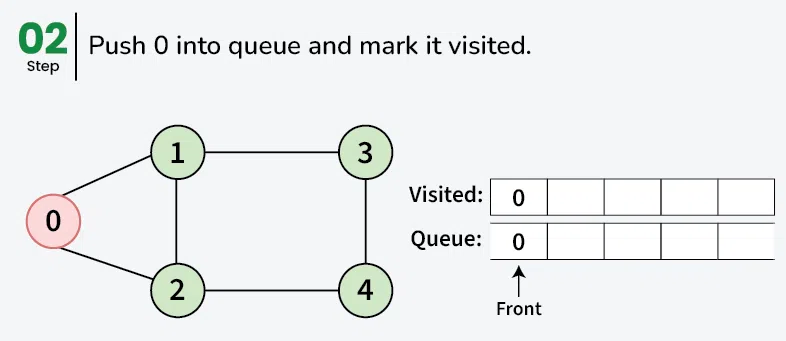 02
Step
Push 0 into queue and mark it visited.
1
3
0
2
4
Visited: 0
Queue: 0
Front